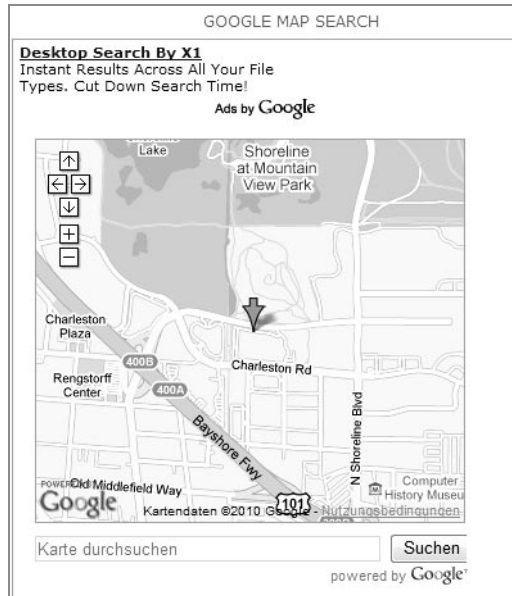 GOOGLE MAP SEARCH
Desktop Search By X1
Instant Results Across All Your File
Types. Cut Down Search Time!
Ads by Google
Lake
Shoreline
at Mountain
View Park
Charleston
Plaza
400B
Charleston Rd
Rengstorff
Center
400A
Bayshore Fwy
N Shoreline Blvd
Computer
History Museu
POWERED BY
Google
Old Middlefield Way
101
Kartendaten ©2010 Google - Nutzungsbedingungen
Karte durchsuchen
Suchen
powered by Google